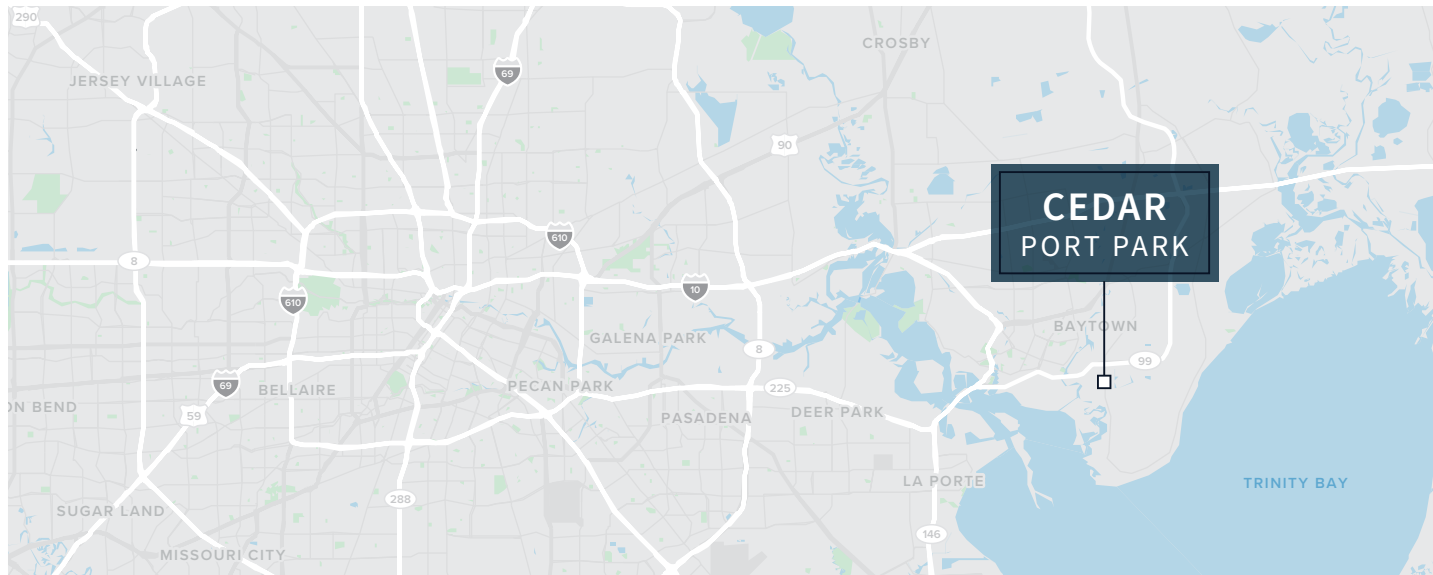 290
CROSBY
69
JERSEY VILLAGE
90
CEDAR
PORT PARK
610
8
10
610
BAYTOWN
GALENA PARK
8
99
69
PECAN PARK
225
BELLAIRE
ON BEND
59
PASADENA
DEER PARK
LA PORTE
TRINITY BAY
288
SUGAR LAND
146
MISSOURI CITY